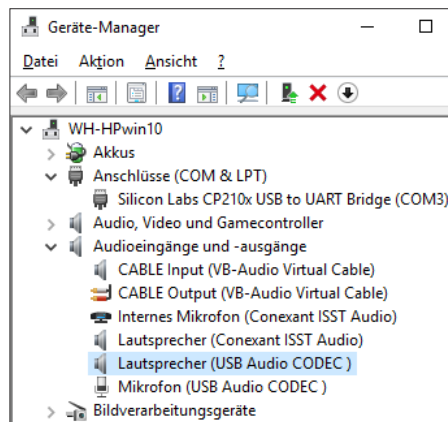 Geräte-Manager
Datei Aktion Ansicht ?
WH-HPwin10
Akkus
Anschlüsse (COM & LPT)
Silicon Labs CP210x USB to UART Bridge (COM3)
Audio, Video und Gamecontroller
Audioeingänge und -ausgänge
CABLE Input (VB-Audio Virtual Cable)
CABLE Output (VB-Audio Virtual Cable)
Internes Mikrofon (Conexant ISST Audio)
Lautsprecher (Conexant ISST Audio)
Lautsprecher (USB Audio CODEC )
Mikrofon (USB Audio CODEC )
Bildverarbeitungsgeräte